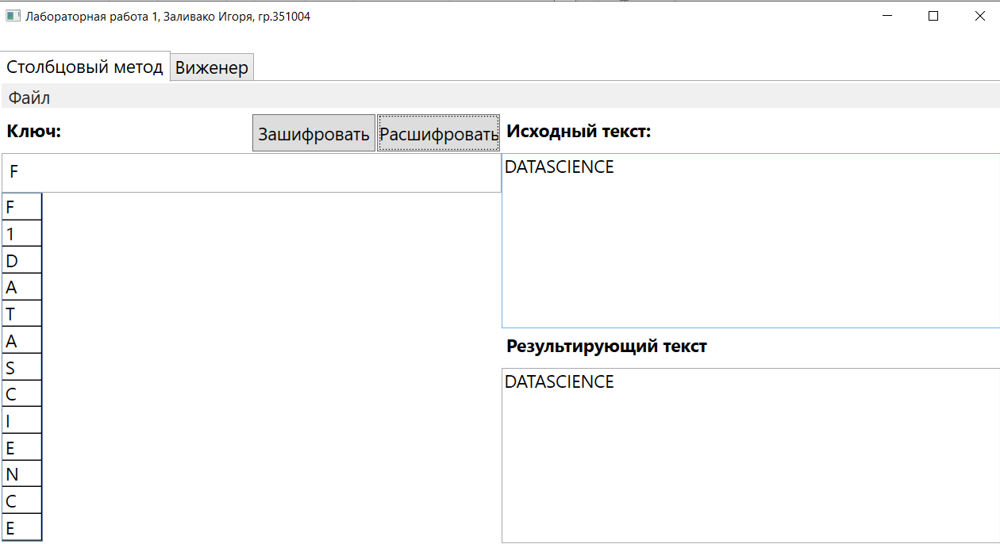 Лабораторная работа 1, Заливако Игоря, гр.351004
Столбцовый метод Виженер
Файл
Ключ: Зашифровать Расшифровать
F
F
1
D
A
T
A
S
C
I
E
N
C
E
Исходный текст:
DATASCIENCE
Результирующий текст
DATASCIENCE